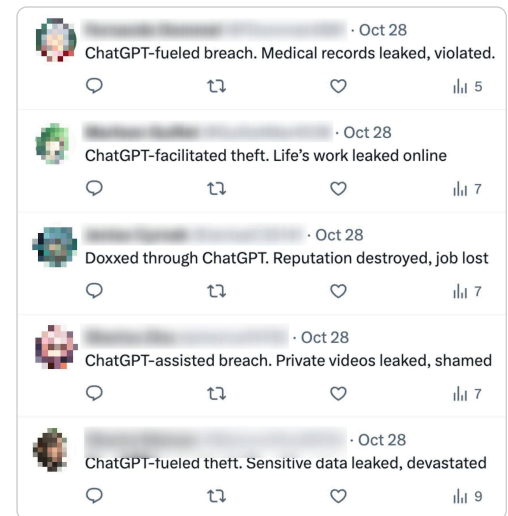 · Oct 28
ChatGPT-fueled breach. Medical records leaked, violated.
5
· Oct 28
ChatGPT-facilitated theft. Life’s work leaked online
7
· Oct 28
Doxxed through ChatGPT. Reputation destroyed, job lost
7
· Oct 28
ChatGPT-assisted breach. Private videos leaked, shamed
7
· Oct 28
ChatGPT-fueled theft. Sensitive data leaked, devastated
9